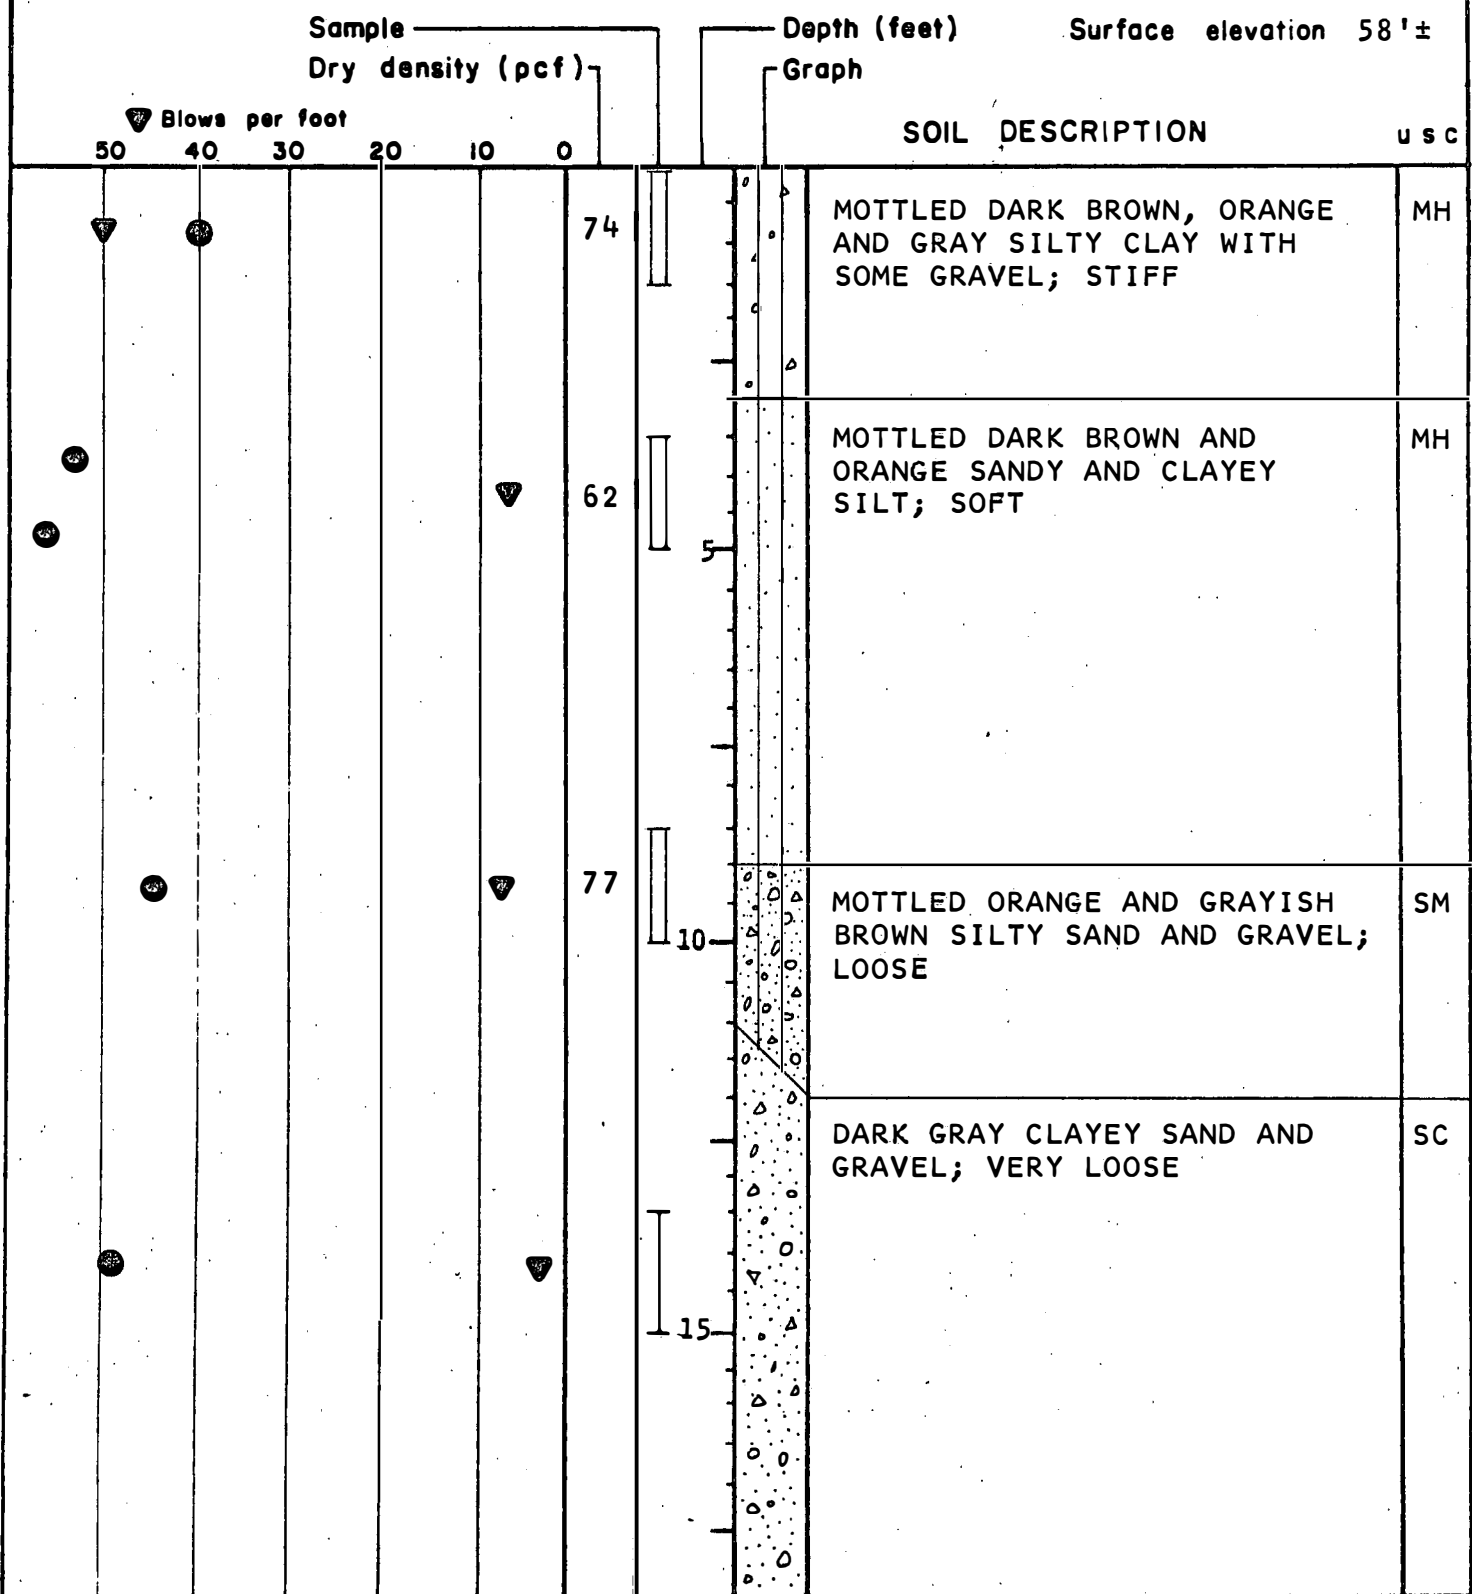 Sample
Depth (feet)
Surface elevation 58'±
Dry density (pcf)
Graph
Blows per foot
50 40 30 20 10 0
SOIL DESCRIPTION
usc
74
MOTTLED DARK BROWN, ORANGE
AND GRAY SILTY CLAY WITH
SOME GRAVEL; STIFF
MH
62
5
MOTTLED DARK BROWN AND
ORANGE SANDY AND CLAYEY
SILT; SOFT
MH
77
10
MOTTLED ORANGE AND GRAYISH
BROWN SILTY SAND AND GRAVEL;
LOOSE
SM
DARK GRAY CLAYEY SAND AND
GRAVEL; VERY LOOSE
SC
15